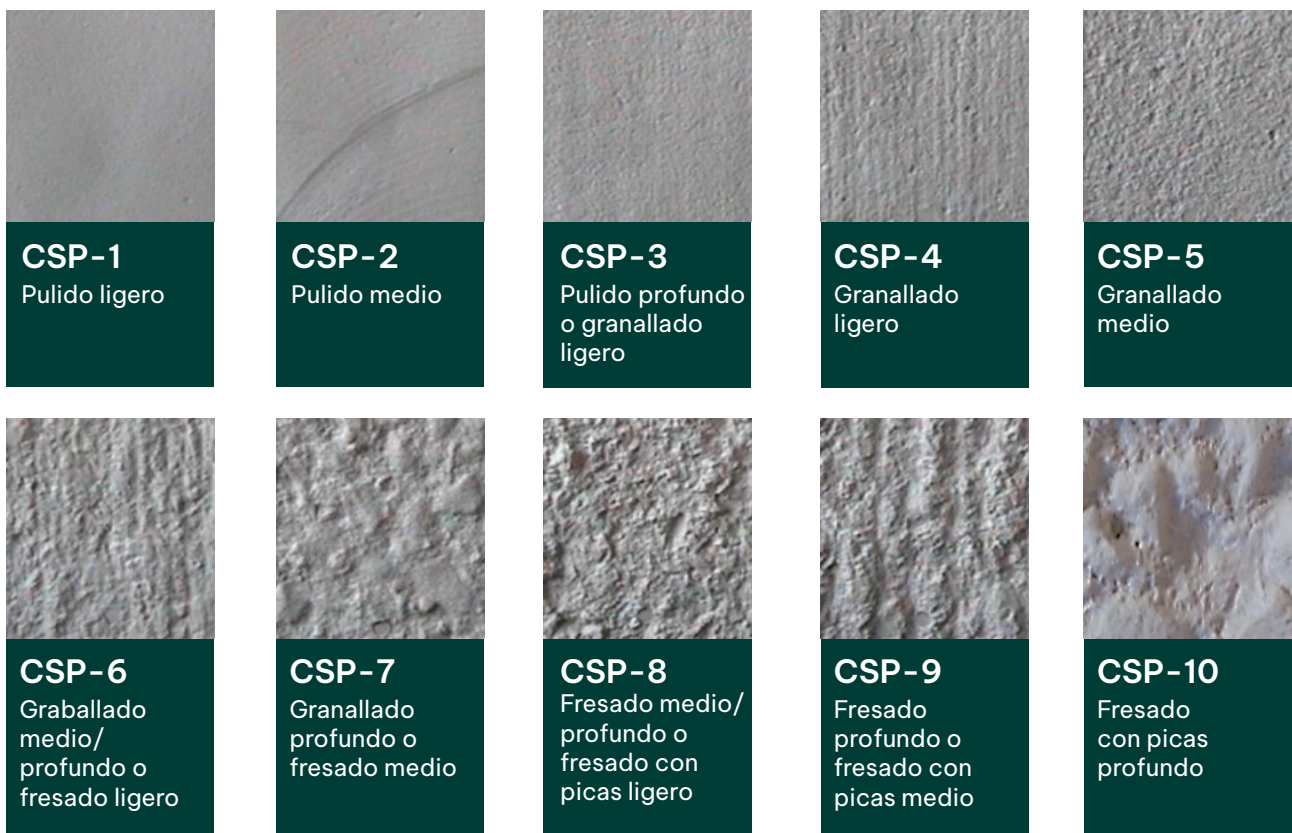 CSP-1
Pulido ligero
CSP-2
Pulido medio
CSP-3
Pulido profundo
o granallado
ligero
CSP-4
Granallado
ligero
CSP-5
Granallado
medio
CSP-6
Graballado
medio/
profundo o
fresado ligero
CSP-7
Granallado
profundo o
fresado medio
CSP-8
Fresado medio/
profundo o
fresado con
picas ligero
CSP-9
Fresado
profundo o
fresado con
picas medio
CSP-10
Fresado
con picas
profundo